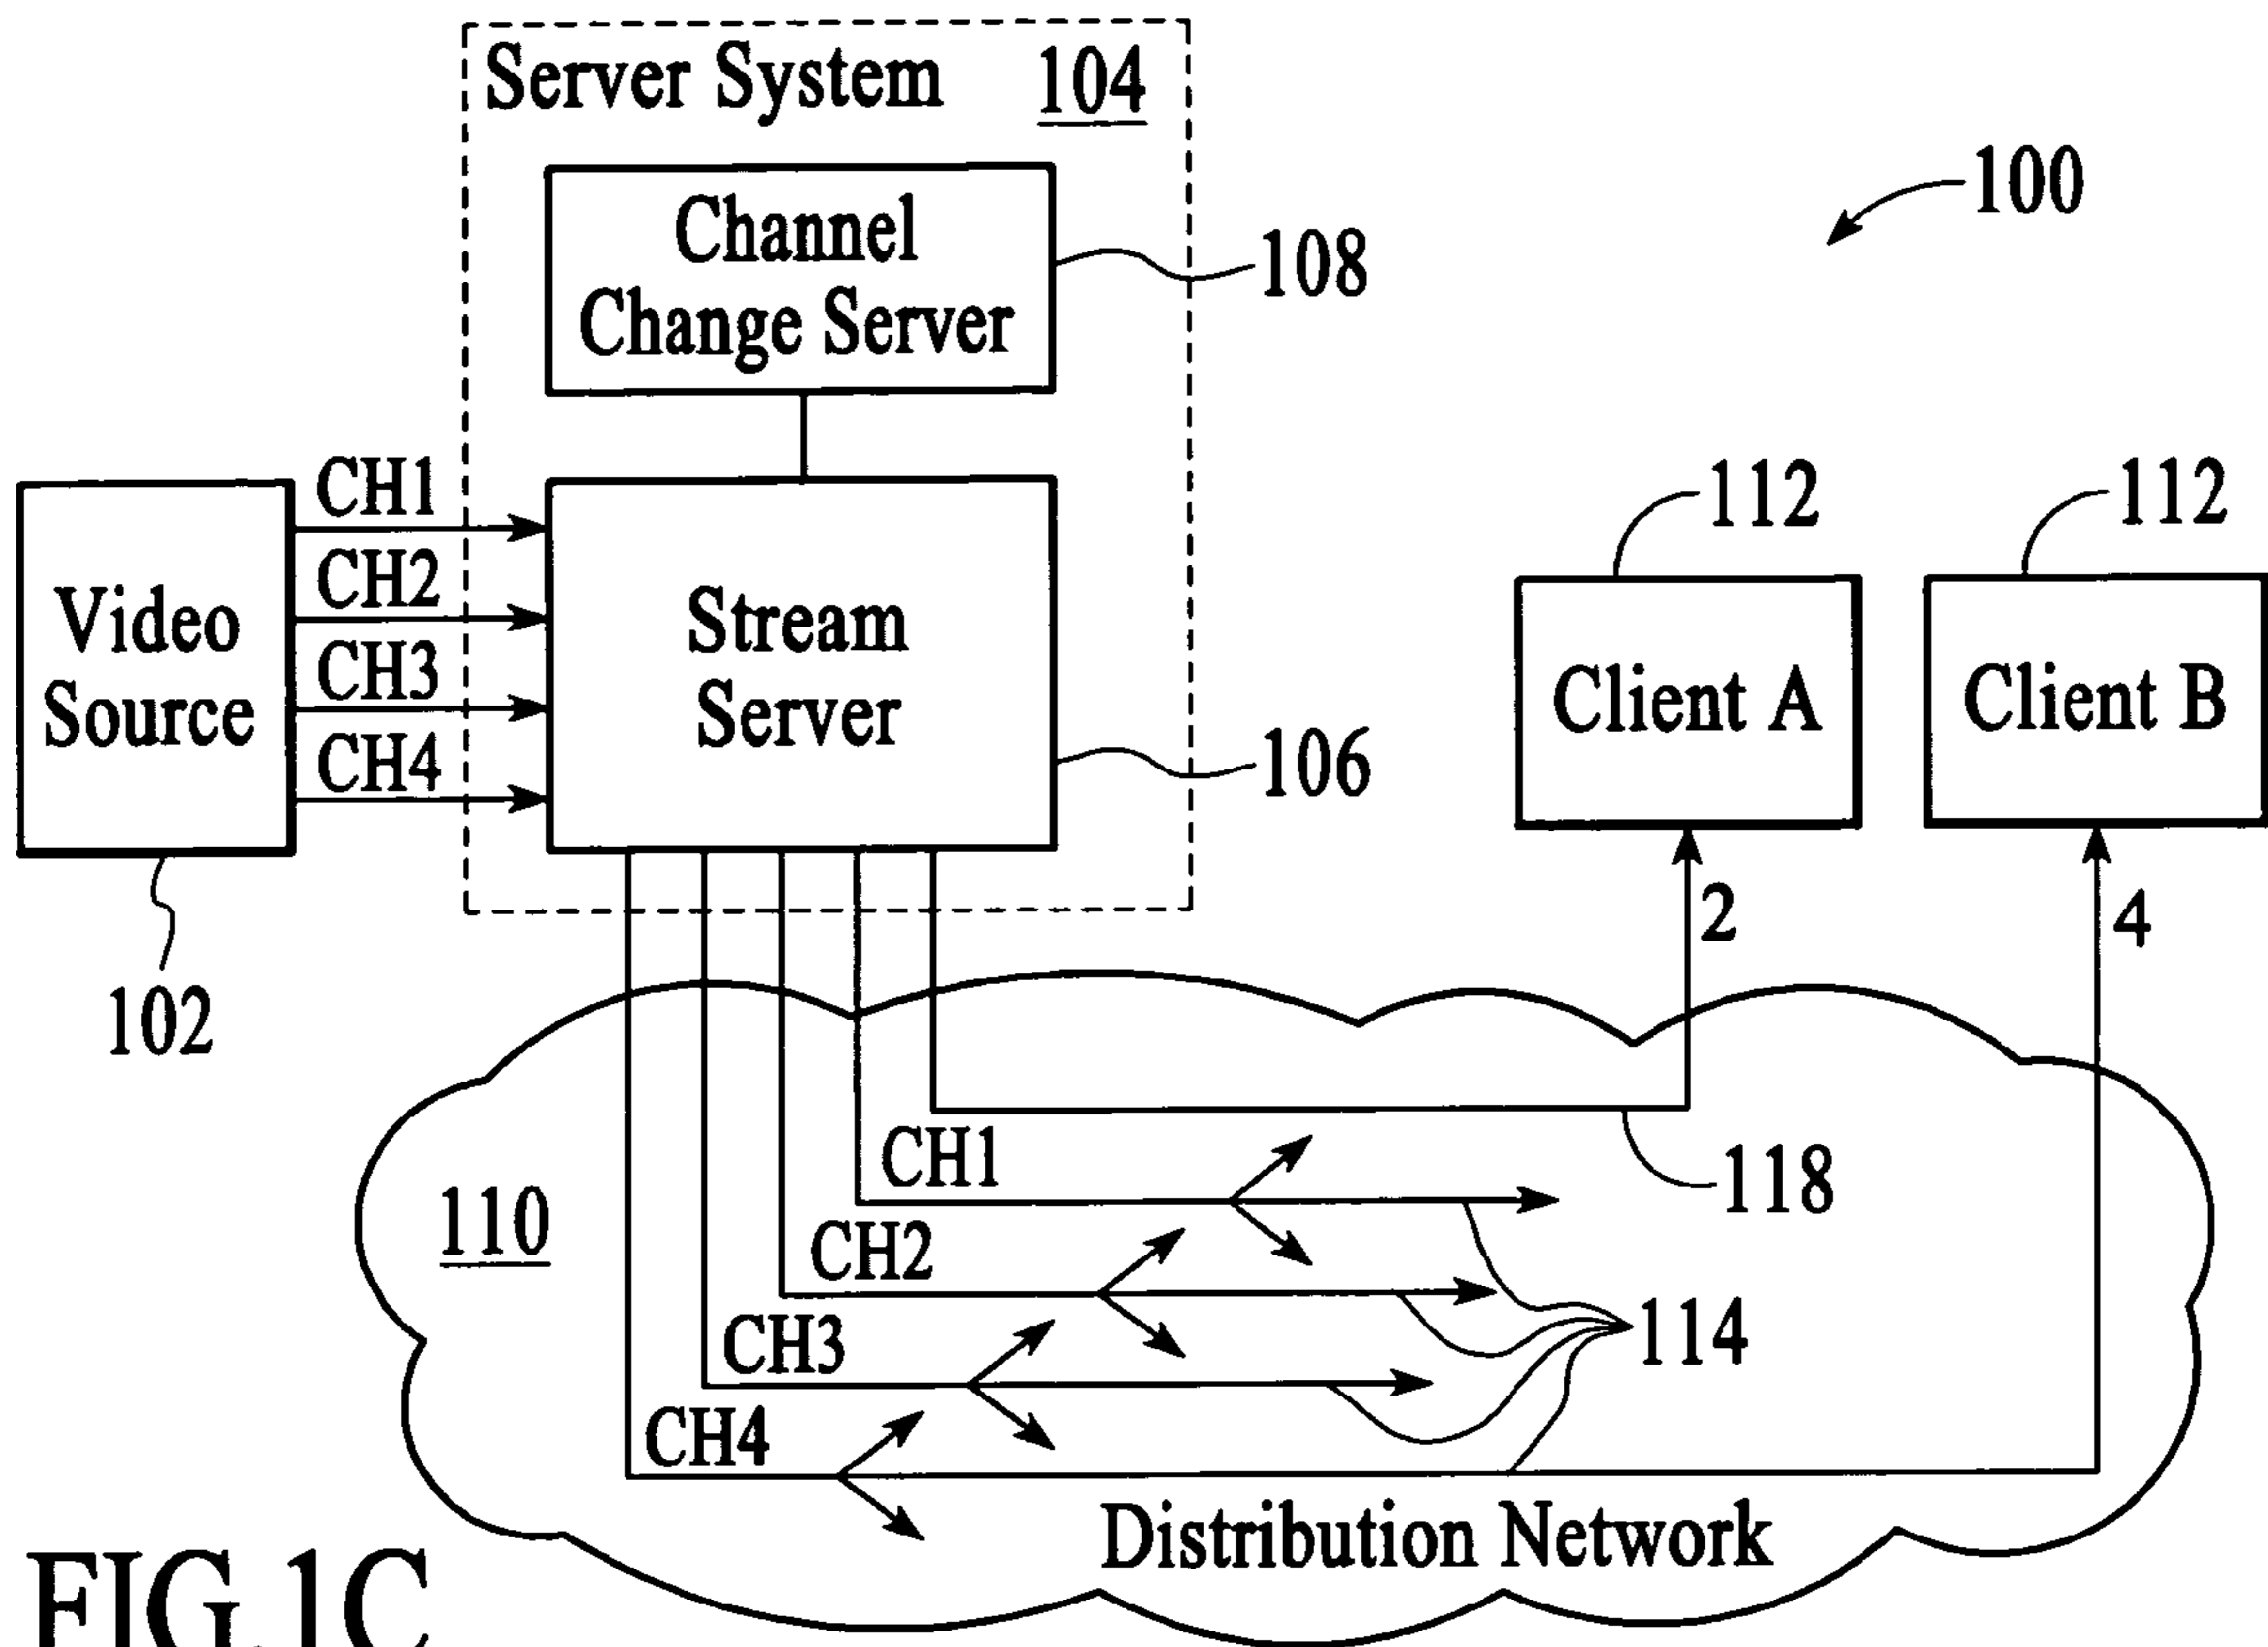 Server System 104
Channel
Change Server
108
100
CH1
CH2
CH3
CH4
Video
Source
102
Stream
Server
106
112
112
Client A
Client B
2
4
118
110
CH1
CH2
CH3
CH4
114
Distribution Network
FIG.1C